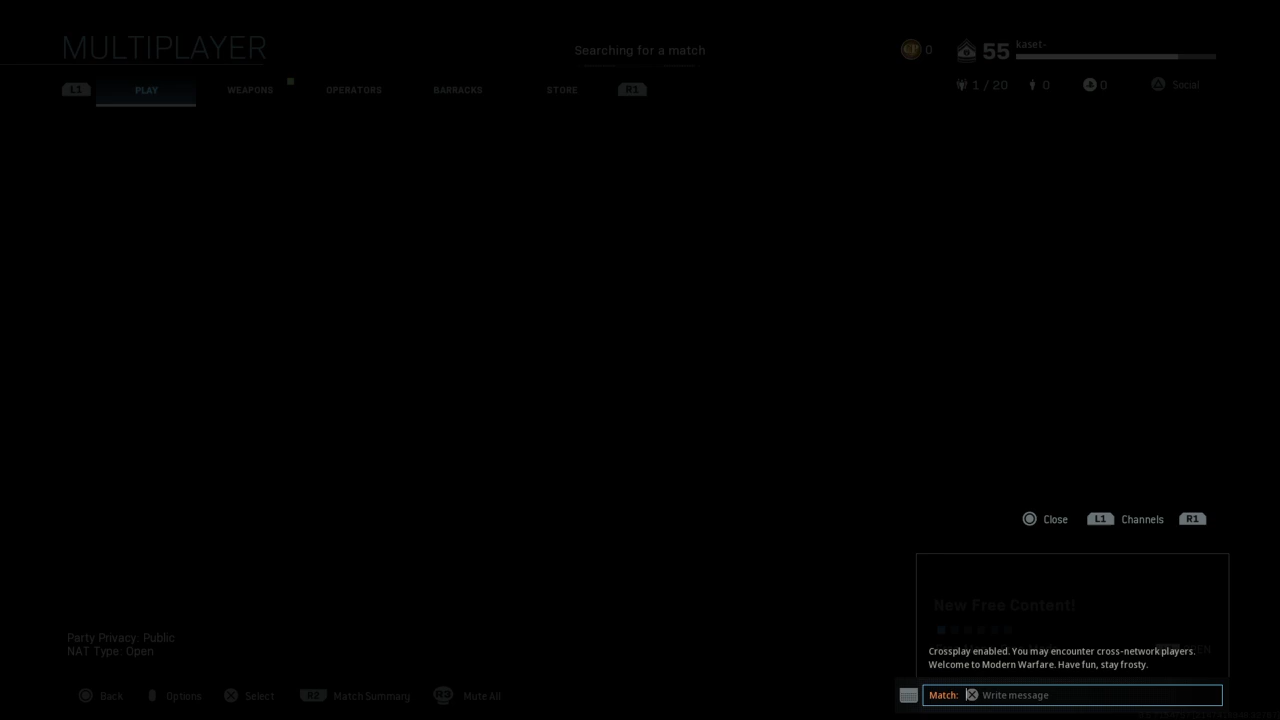 MULTIPLAYER
Searching for a match
CP 0
55 kaset-
L1 PLAY WEAPONS OPERATORS BARRACKS STORE R1
1 / 20 0 0 Social
Close L1 Channels R1
New Free Content!
Party Privacy: Public
NAT Type: Open
Crossplay enabled. You may encounter cross-network players.
Welcome to Modern Warfare. Have fun, stay frosty.
Back Options Select R2 Match Summary R3 Mute All
Match: Write message